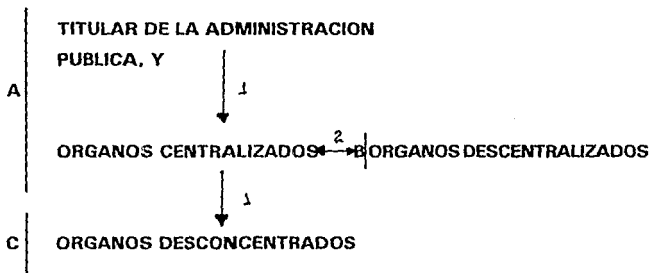 TITULAR DE LA ADMINISTRACION
PUBLICA, Y
A
1
ORGANOS CENTRALIZADOS 2 B ORGANOS DESCENTRALIZADOS
1
C ORGANOS DESCONCENTRADOS